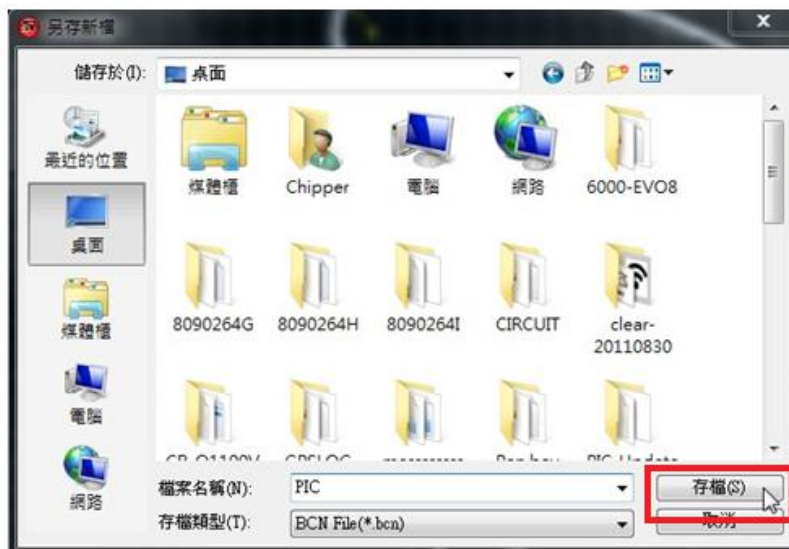 另存新檔
儲存於(I):
桌面
最近的位置
桌面
媒體櫃
電腦
網路
媒體櫃
Chipper
電腦
網路
6000-EVO8
8090264G
8090264H
8090264I
CIRCUIT
clear-
20110830
檔案名稱(N):
PIC
存檔(S)
存檔類型(T):
BCN File(*.bcn)
取消